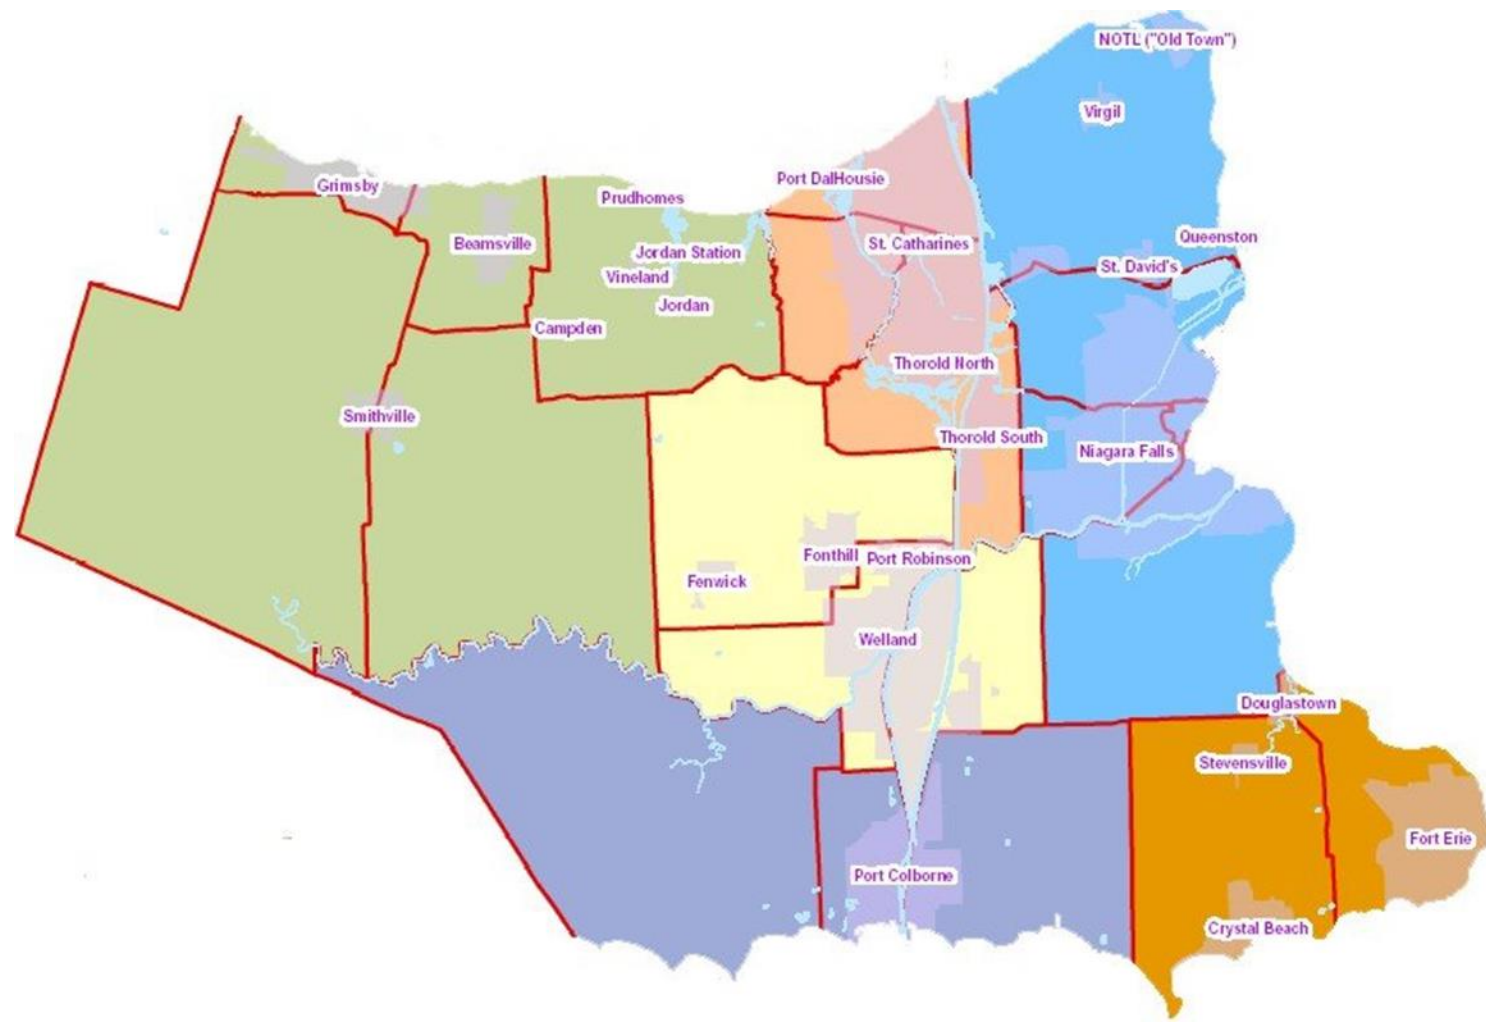 NOTL ("Old Town")
Virgil
Port DalHousie
Grimsby
Prudhomes
Queenston
Beamsville
St. Catharines
Jordan Station
St. David's
Vineland
Jordan
Campden
Thorold North
Smithville
Thorold South
Niagara Falls
Fonthill
Port Robinson
Fenwick
Welland
Douglastown
Stevensville
Fort Erie
Port Colborne
Crystal Beach